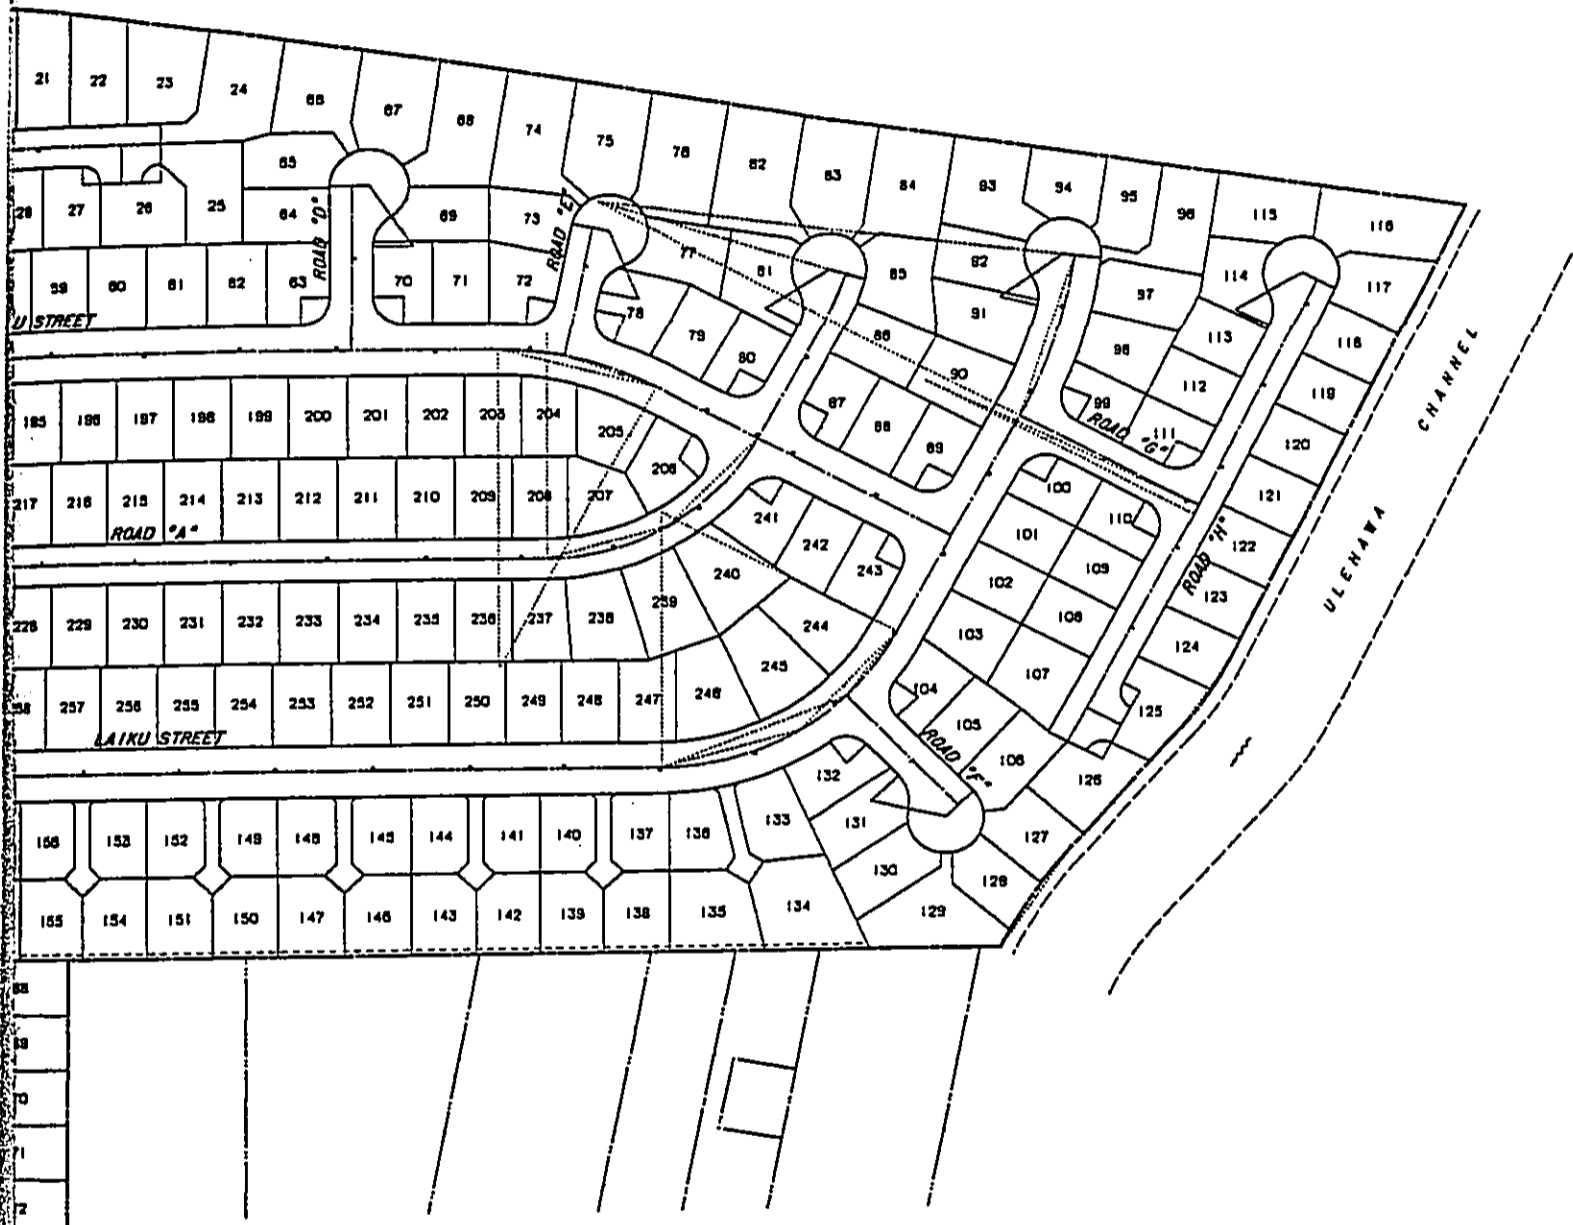 21 22 23 24 66 67 68 74 75 76 82 83 84 93 94 95 96 115 116
65
27 26 25 64 69 73 77 81 85 92 97 114 117
ROAD "D"
ROAD "E"
59 60 61 62 63 70 71 72 78 79 80 86 90 91 98 113 118
U STREET
195 196 197 198 199 200 201 202 203 204 205 206 87 88 89 99 111 112 119
ROAD "G"
CHANNEL
120
217 216 215 214 213 212 211 210 209 208 207 241 242 243 100 110 121
ROAD "A"
101 109 122
ROAD "H"
ULEHAWA
228 229 230 231 232 233 234 235 236 237 238 239 240 244 102 108 123
103 107 124
257 256 255 254 253 252 251 250 249 248 247 246 245 104 105 106 125
LAIKU STREET
ROAD "F"
126
156 153 152 149 148 145 144 141 140 137 136 133 132 131 127
130 128
155 154 151 150 147 146 143 142 139 138 135 134 129
71